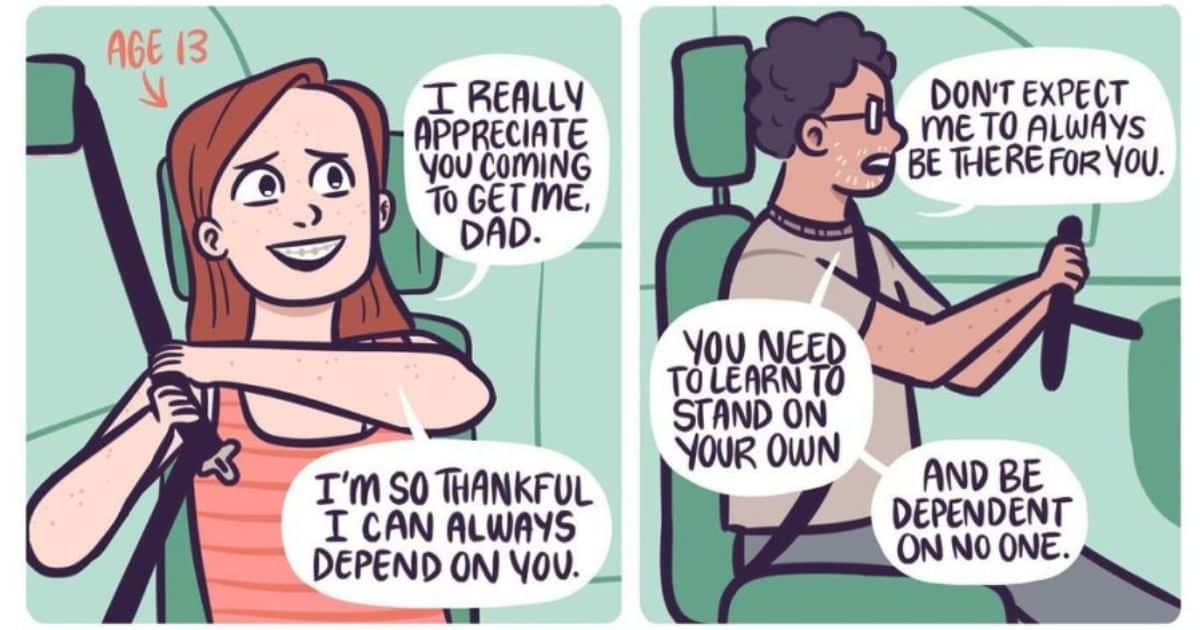 AGE 13
I REALLY
APPRECIATE
YOU COMING
TO GET ME,
DAD.
I'M SO THANKFUL
I CAN ALWAYS
DEPEND ON YOU.
DON'T EXPECT
ME TO ALWAYS
BE THERE FOR YOU.
YOU NEED
TO LEARN TO
STAND ON
YOUR OWN
AND BE
DEPENDENT
ON NO ONE.